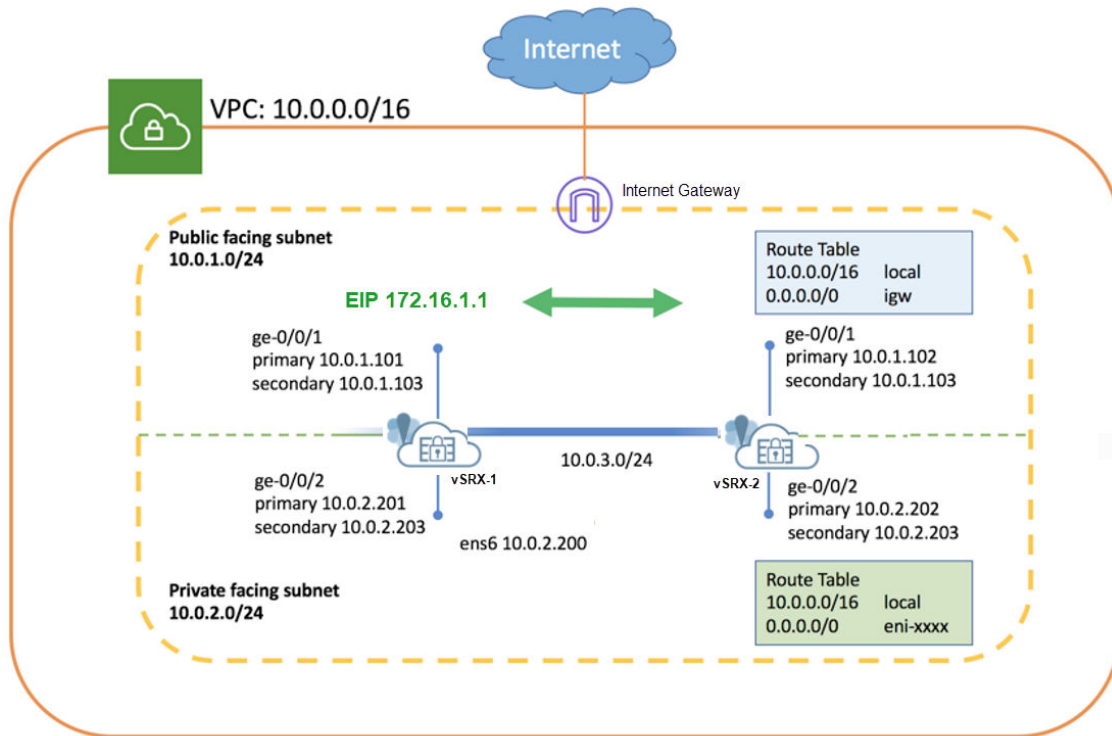 Internet
VPC: 10.0.0.0/16
Internet Gateway
Public facing subnet
10.0.1.0/24
Route Table
10.0.0.0/16 local
0.0.0.0/0 igw
EIP 172.16.1.1
ge-0/0/1
primary 10.0.1.101
secondary 10.0.1.103
ge-0/0/1
primary 10.0.1.102
secondary 10.0.1.103
vSRX-1
10.0.3.0/24
vSRX-2
ge-0/0/2
primary 10.0.2.201
secondary 10.0.2.203
ens6 10.0.2.200
ge-0/0/2
primary 10.0.2.202
secondary 10.0.2.203
Private facing subnet
10.0.2.0/24
Route Table
10.0.0.0/16 local
0.0.0.0/0 eni-xxxx